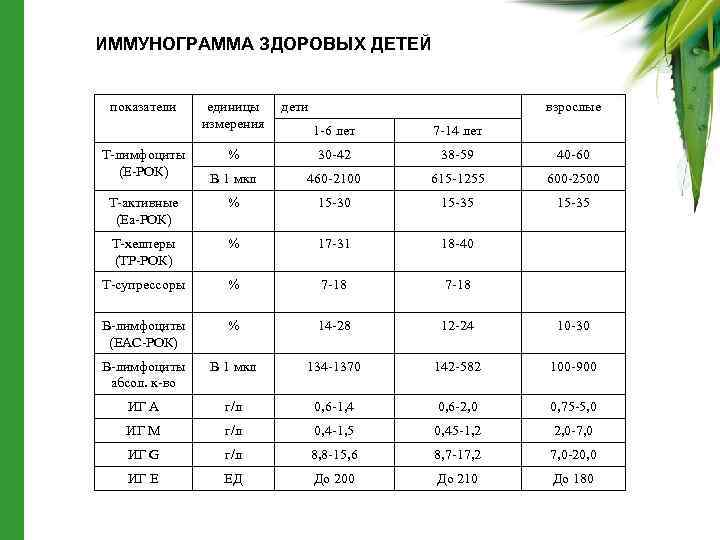 ИММУНОГРАММА ЗДОРОВЫХ ДЕТЕЙ
показатели единицы измерения дети взрослые
1-6 лет 7-14 лет
Т-лимфоциты (Е-РОК) % 30-42 38-59 40-60
В 1 мкл 460-2100 615-1255 600-2500
Т-активные (Еа-РОК) % 15-30 15-35 15-35
Т-хелперы (ТР-РОК) % 17-31 18-40
Т-супрессоры % 7-18 7-18
В-лимфоциты (ЕАС-РОК) % 14-28 12-24 10-30
В-лимфоциты абсол. к-во В 1 мкл 134-1370 142-582 100-900
ИГ А г/л 0, 6-1, 4 0, 6-2, 0 0, 75-5, 0
ИГ М г/л 0, 4-1, 5 0, 45-1, 2 2, 0-7, 0
ИГ G г/л 8, 8-15, 6 8, 7-17, 2 7, 0-20, 0
ИГ Е ЕД До 200 До 210 До 180